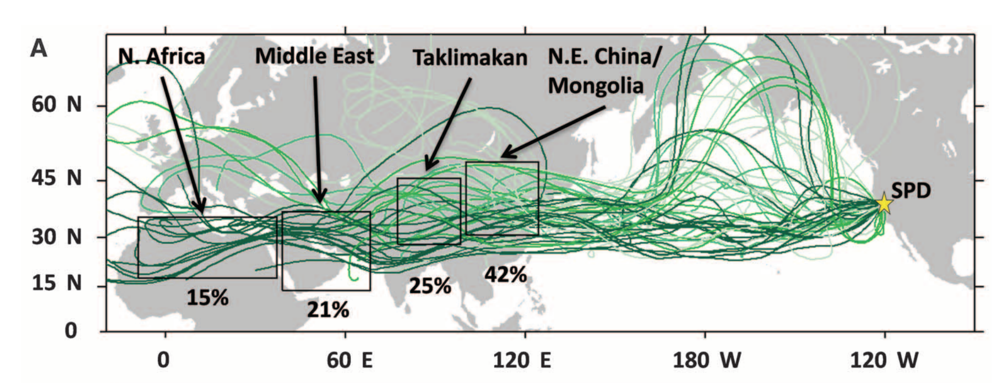 A
N. Africa
Middle East
Taklimakan
N.E. China/
Mongolia
60 N
45 N
30 N
15 N
0
SPD
15%
21%
25%
42%
0
60 E
120 E
180 W
120 W